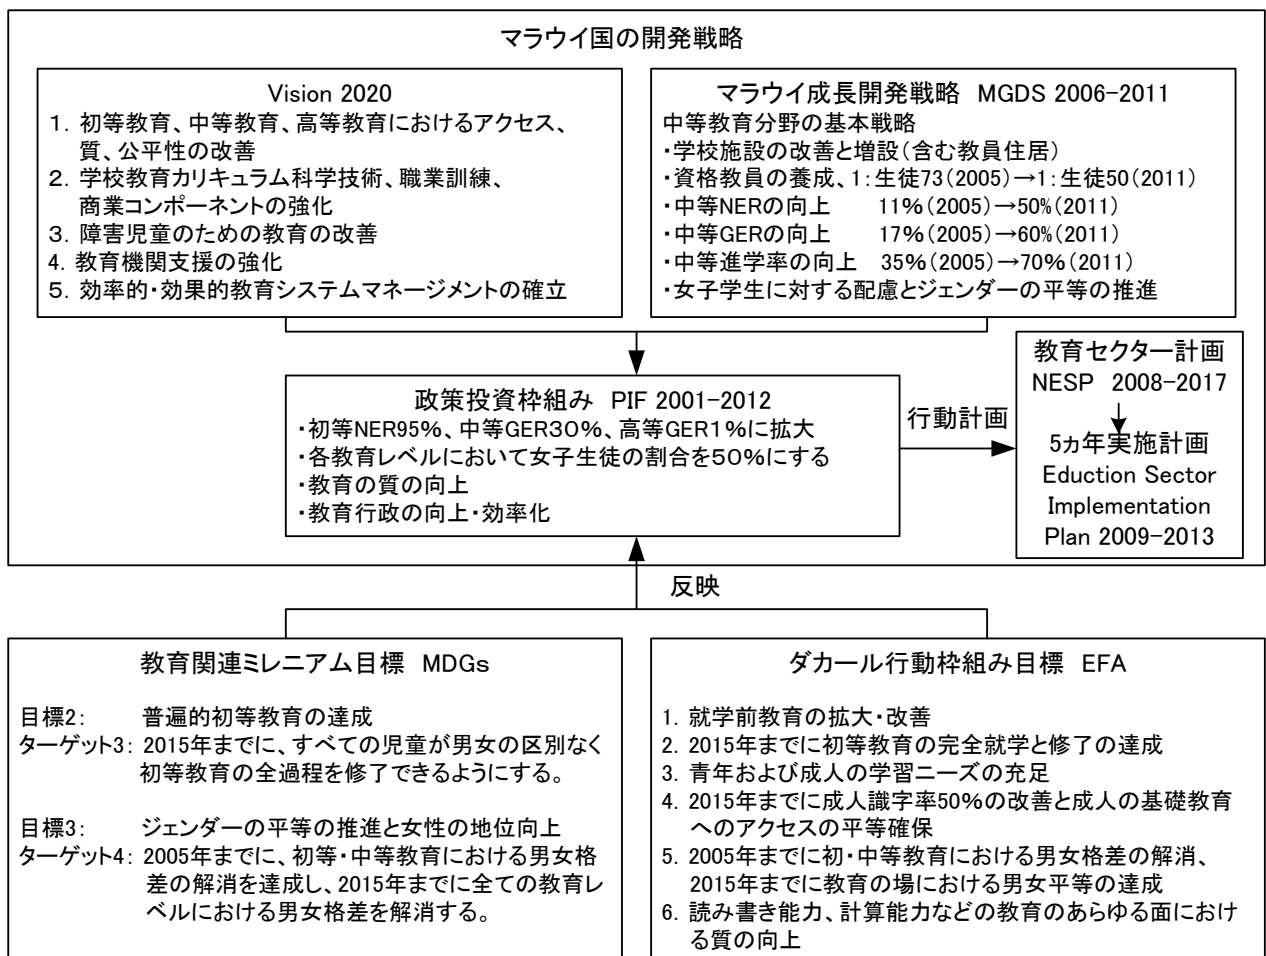 マラウイ国の開発戦略
Vision 2020
1. 初等教育、中等教育、高等教育におけるアクセス、
質、公平性の改善
2. 学校教育カリキュラム科学技術、職業訓練、
商業コンポーネントの強化
3. 障害児童のための教育の改善
4. 教育機関支援の強化
5. 効率的・効果的教育システムマネージメントの確立
マラウイ成長開発戦略 MGDS 2006-2011
中等教育分野の基本戦略
・学校施設の改善と増設(含む教員住居)
・資格教員の養成、1:生徒73(2005)→1:生徒50(2011)
・中等NERの向上 11%(2005)→50%(2011)
・中等GERの向上 17%(2005)→60%(2011)
・中等進学率の向上 35%(2005)→70%(2011)
・女子学生に対する配慮とジェンダーの平等の推進
政策投資枠組み PIF 2001-2012
・初等NER95%、中等GER30%、高等GER1%に拡大
・各教育レベルにおいて女子生徒の割合を50%にする
・教育の質の向上
・教育行政の向上・効率化
行動計画
教育セクター計画
NESP 2008-2017
5ヵ年実施計画
Eduction Sector
Implementation
Plan 2009-2013
反映
教育関連ミレニアム目標 MDGs
目標2: 普遍的初等教育の達成
ターゲット3: 2015年までに、すべての児童が男女の区別なく
初等教育の全過程を修了できるようにする。
目標3: ジェンダーの平等の推進と女性の地位向上
ターゲット4: 2005年までに、初等・中等教育における男女格
差の解消を達成し、2015年までに全ての教育レ
ベルにおける男女格差を解消する。
ダカール行動枠組み目標 EFA
1. 就学前教育の拡大・改善
2. 2015年までに初等教育の完全就学と修了の達成
3. 青年および成人の学習ニーズの充足
4. 2015年までに成人識字率50%の改善と成人の基礎教育
へのアクセスの平等確保
5. 2005年までに初・中等教育における男女格差の解消、
2015年までに教育の場における男女平等の達成
6. 読み書き能力、計算能力などの教育のあらゆる面におけ
る質の向上